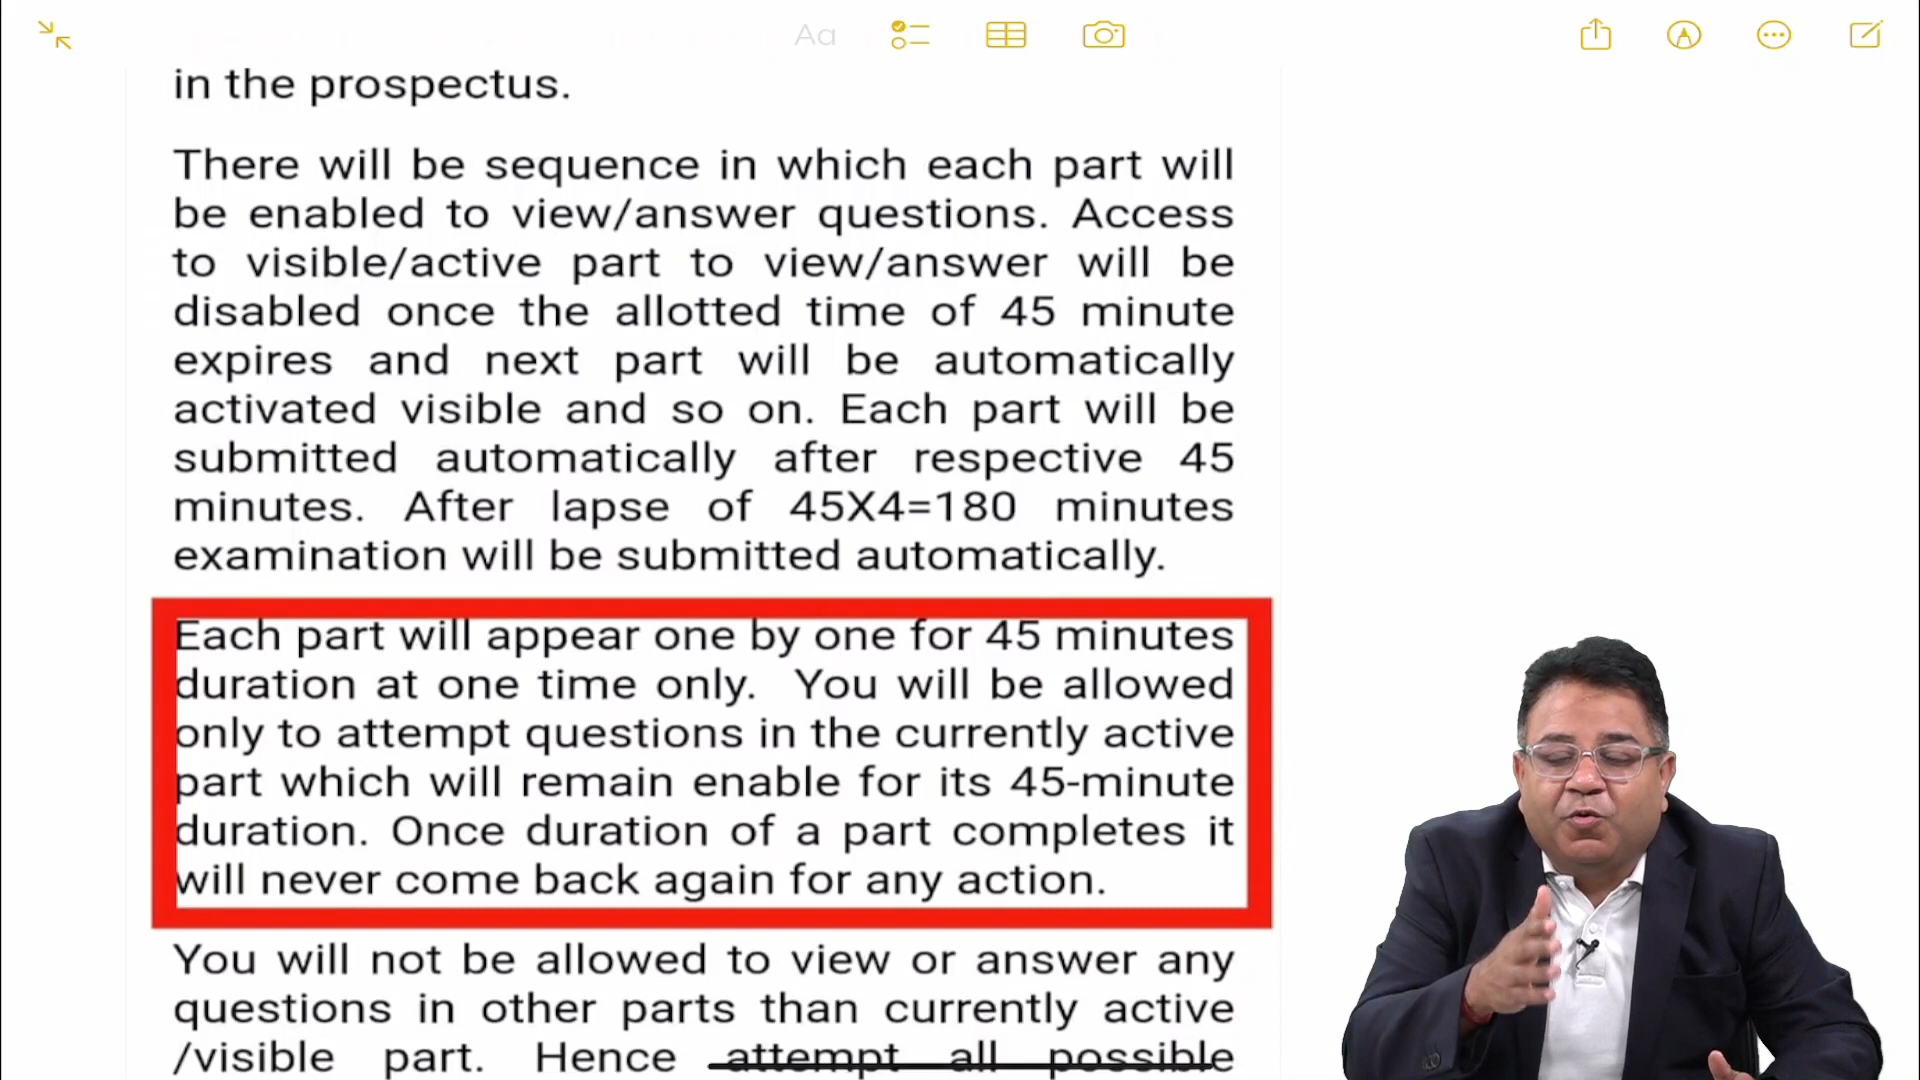 Aa
in the prospectus.
There will be sequence in which each part will
be enabled to view/answer questions. Access
to visible/active part to view/answer will be
disabled once the allotted time of 45 minute
expires and next part will be automatically
activated visible and so on. Each part will be
submitted automatically after respective 45
minutes. After lapse of 45X4=180 minutes
examination will be submitted automatically.
Each part will appear one by one for 45 minutes
duration at one time only. You will be allowed
only to attempt questions in the currently active
part which will remain enable for its 45-minute
duration. Once duration of a part completes it
will never come back again for any action.
You will not be allowed to view or answer any
questions in other parts than currently active
/visible part. Hence attempt all possible